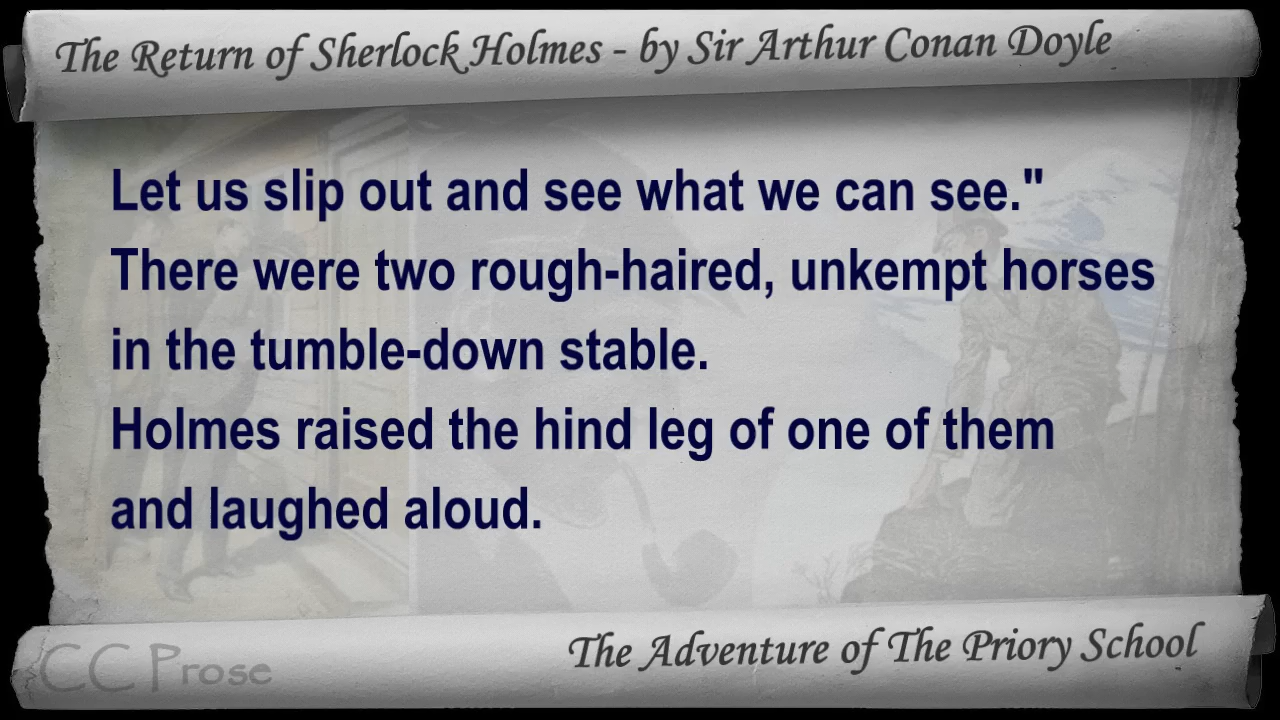 The Return of Sherlock Holmes - by Sir Arthur Conan Doyle
Let us slip out and see what we can see."
There were two rough-haired, unkempt horses
in the tumble-down stable.
Holmes raised the hind leg of one of them
and laughed aloud.
The Adventure of The Priory School
CC Prose